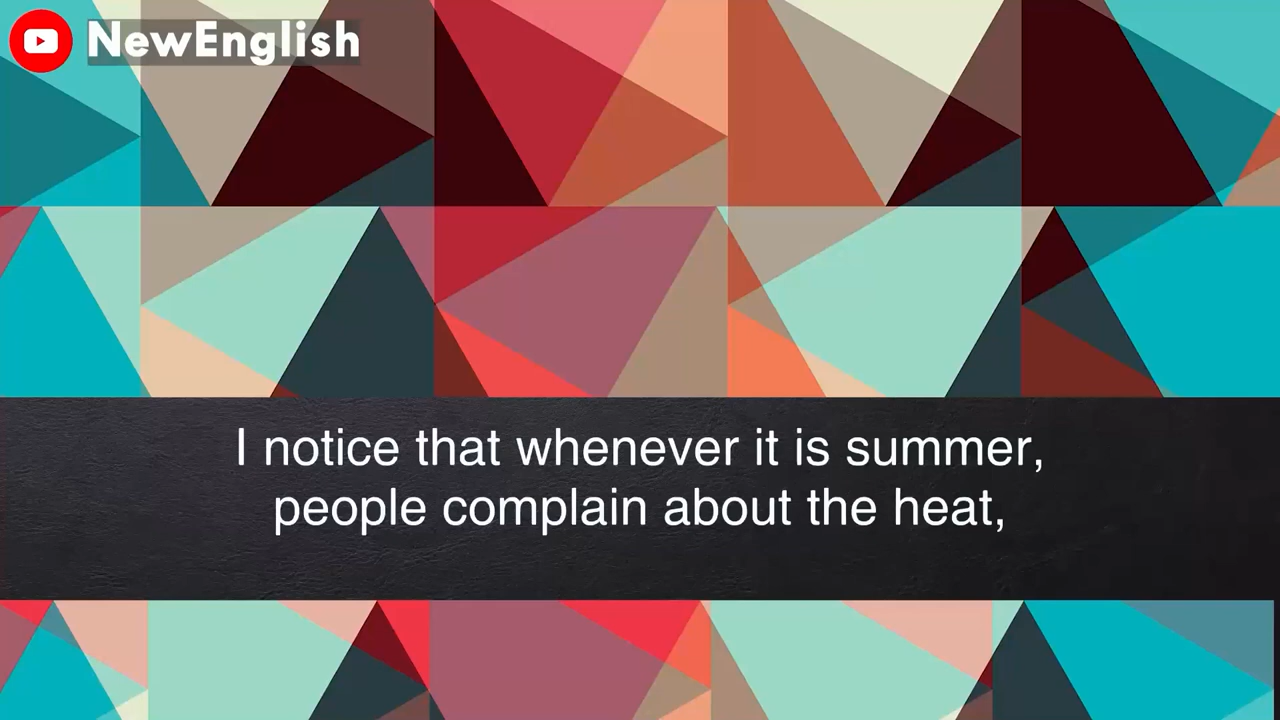 NewEnglish
I notice that whenever it is summer,
people complain about the heat,